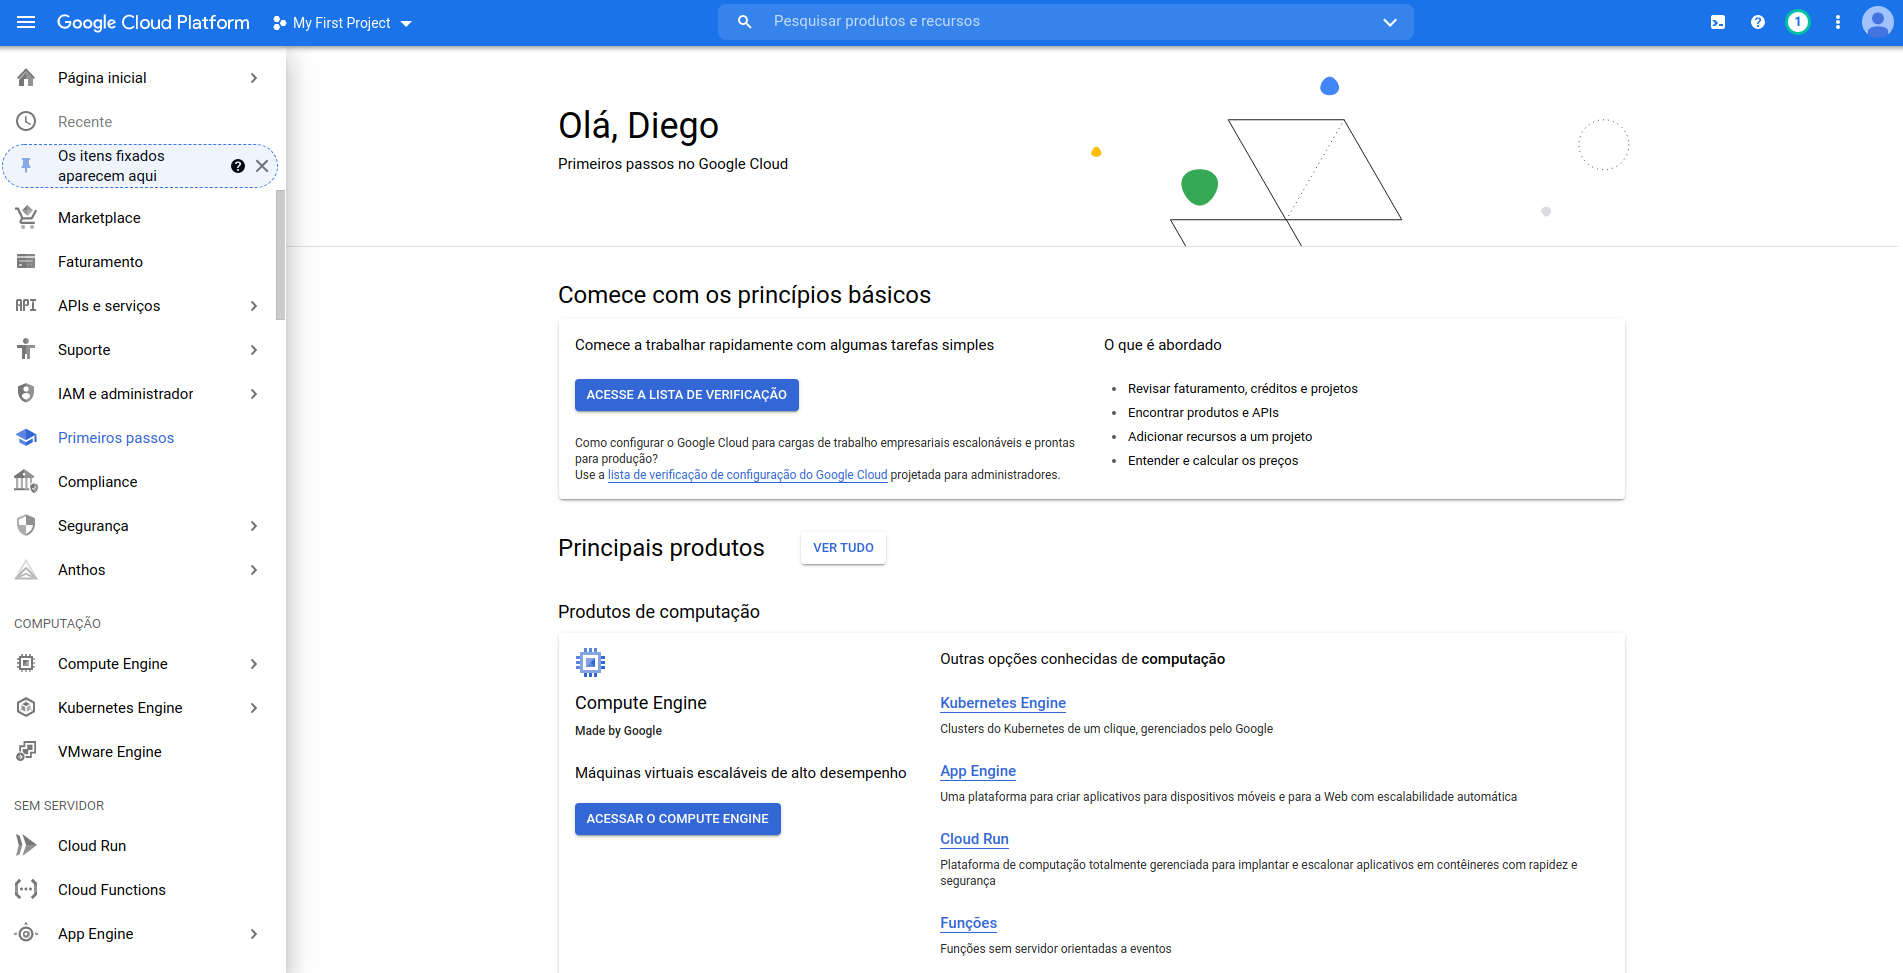 Google Cloud Platform
My First Project
Pesquisar produtos e recursos
1
Página inicial
Recente
Os itens fixados
aparecem aqui
Marketplace
Faturamento
API
APIs e serviços
Suporte
IAM e administrador
Primeiros passos
Compliance
Segurança
Anthos
COMPUTAÇÃO
Compute Engine
Kubernetes Engine
VMware Engine
SEM SERVIDOR
Cloud Run
Cloud Functions
App Engine
Olá, Diego
Primeiros passos no Google Cloud
Comece com os princípios básicos
Comece a trabalhar rapidamente com algumas tarefas simples
ACESSE A LISTA DE VERIFICAÇÃO
Como configurar o Google Cloud para cargas de trabalho empresariais escalonáveis e prontas
para produção?
Use a lista de verificação de configuração do Google Cloud projetada para administradores.
O que é abordado
• Revisar faturamento, créditos e projetos
• Encontrar produtos e APIs
• Adicionar recursos a um projeto
• Entender e calcular os preços
Principais produtos
VER TUDO
Produtos de computação
Compute Engine
Made by Google
Máquinas virtuais escaláveis de alto desempenho
ACESSAR O COMPUTE ENGINE
Outras opções conhecidas de computação
Kubernetes Engine
Clusters do Kubernetes de um clique, gerenciados pelo Google
App Engine
Uma plataforma para criar aplicativos para dispositivos móveis e para a Web com escalabilidade automática
Cloud Run
Plataforma de computação totalmente gerenciada para implantar e escalonar aplicativos em contêineres com rapidez e
segurança
Funções
Funções sem servidor orientadas a eventos